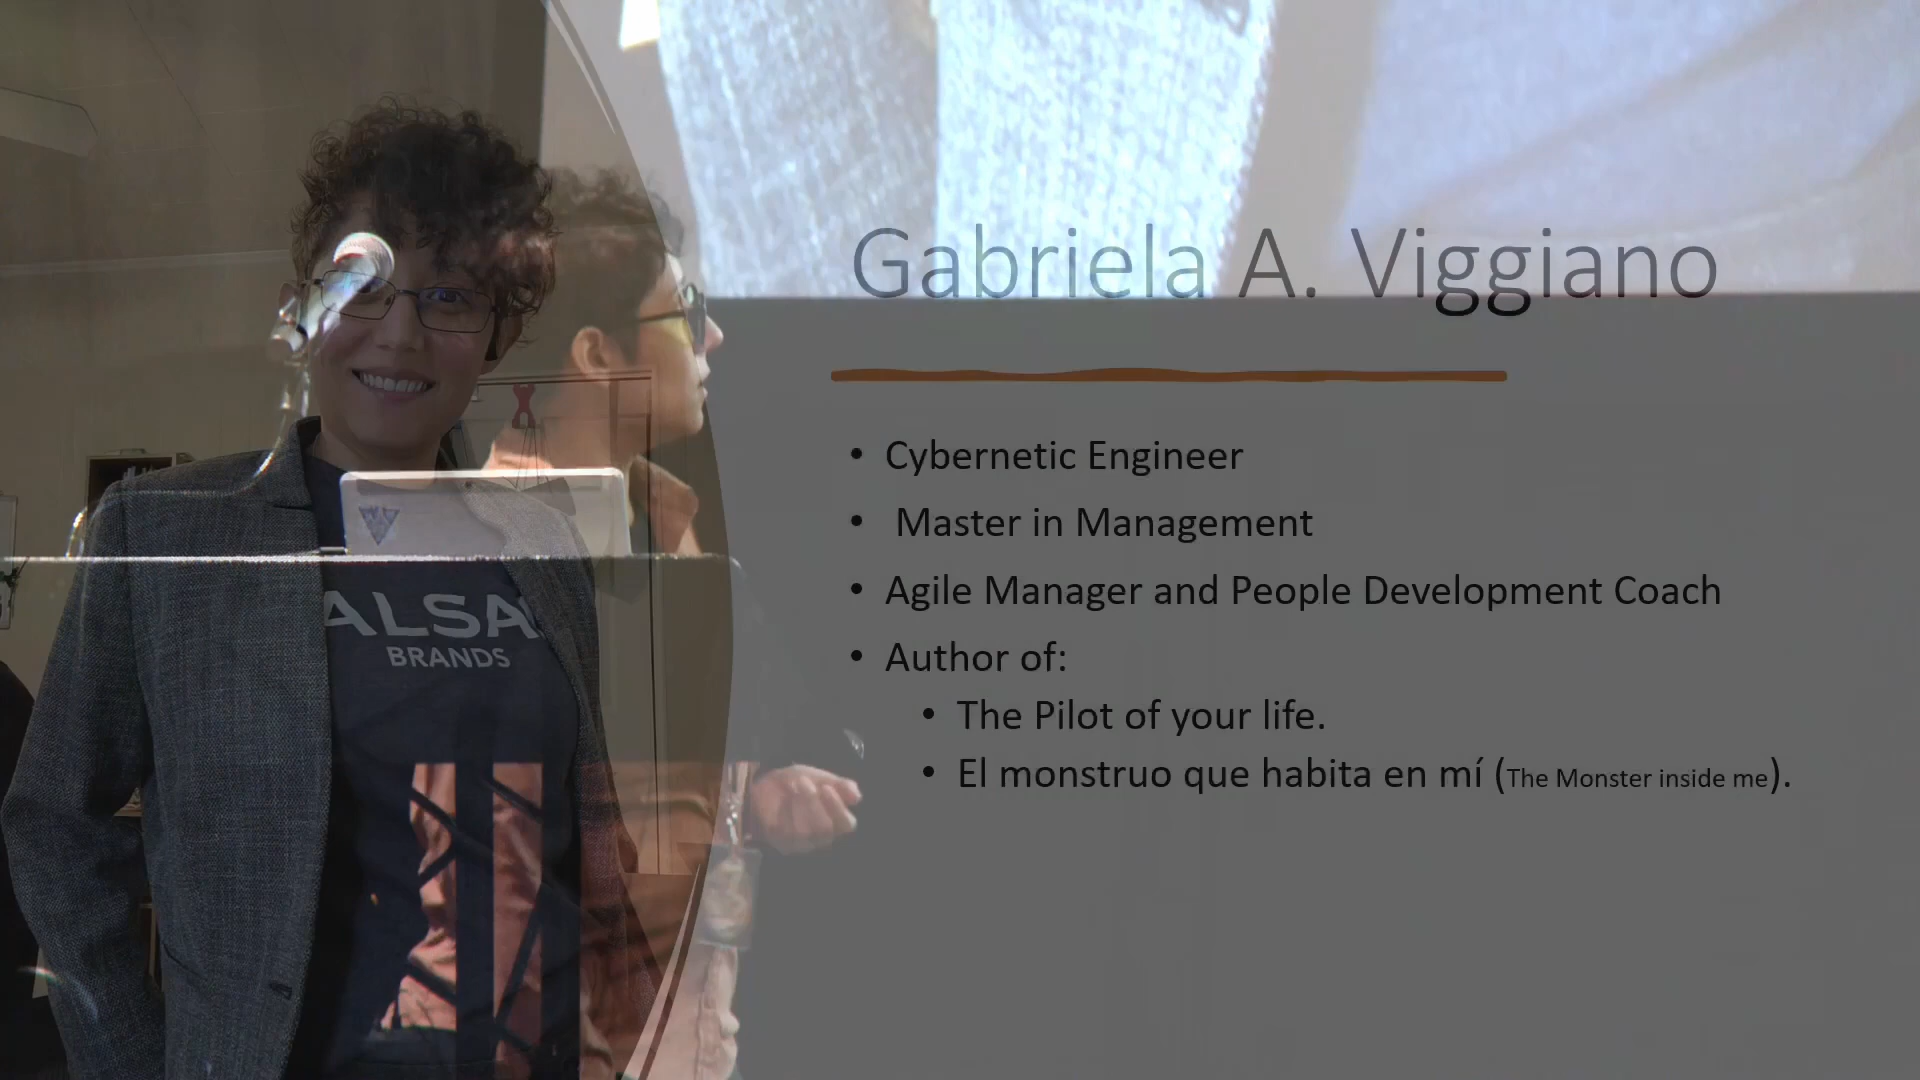 Gabriela A. Viggiano
• Cybernetic Engineer
• Master in Management
• Agile Manager and People Development Coach
• Author of:
• The Pilot of your life.
• El monstruo que habita en mí (The Monster inside me).
ALSA
BRANDS